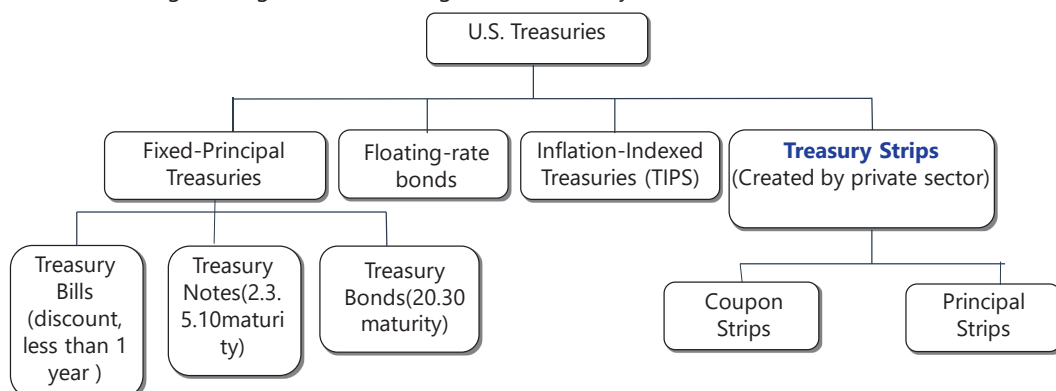 U.S. Treasuries
Fixed-Principal
Treasuries
Floating-rate
bonds
Inflation-Indexed
Treasuries (TIPS)
Treasury Strips
(Created by private sector)
Treasury
Bills
(discount,
less than 1
year )
Treasury
Notes(2.3.
5.10maturi
ty)
Treasury
Bonds(20.30
maturity)
Coupon
Strips
Principal
Strips